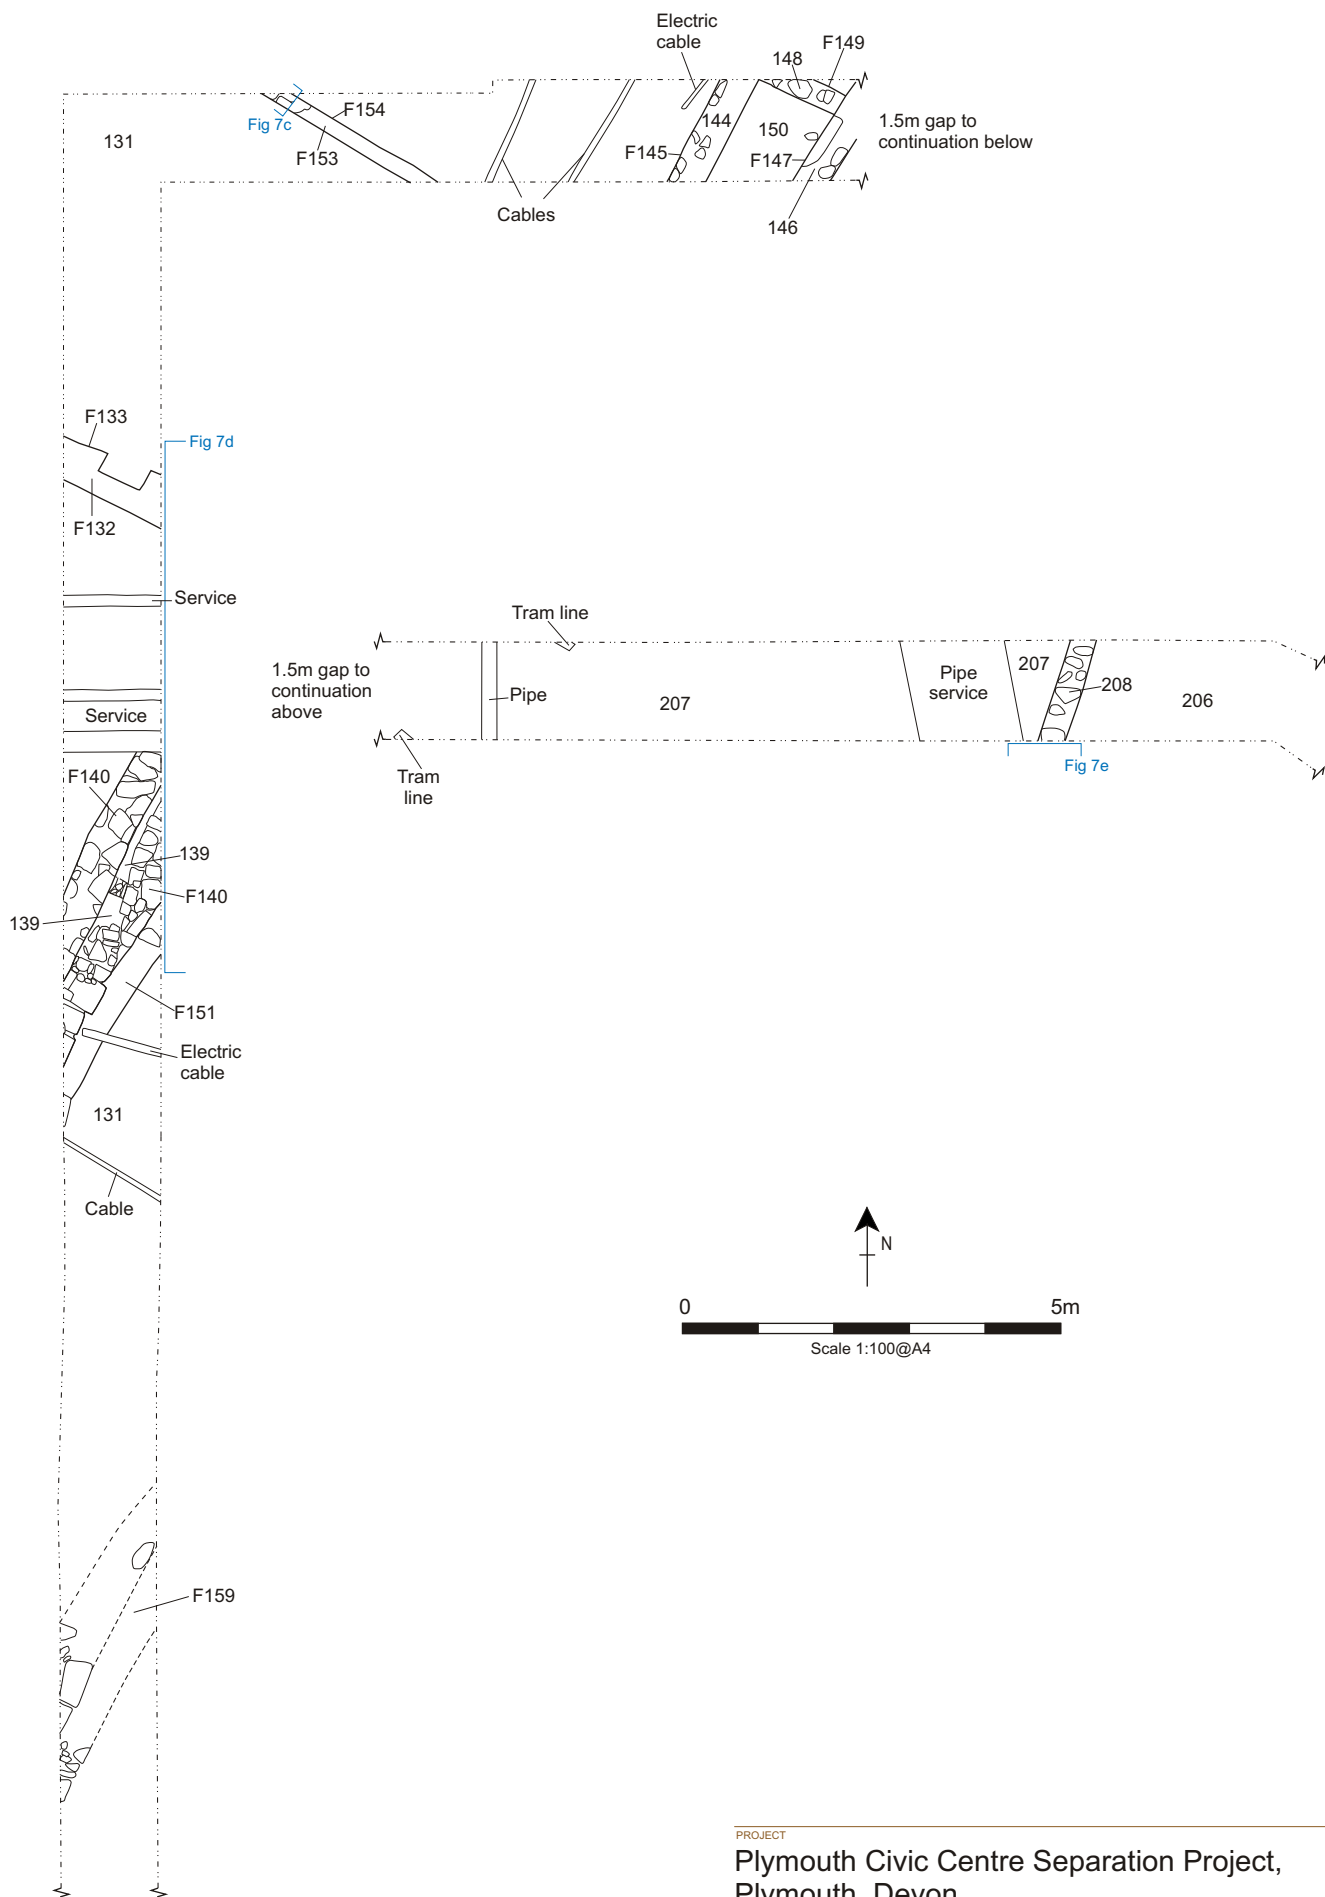 Electric
cable
148
F149
F154
Fig 7c
144
131
150
1.5m gap to
continuation below
F153
F145
F147
Cables
146
F133
Fig 7d
F132
Service
Tram line
1.5m gap to
continuation
above
Pipe
207
Pipe
service
207
208
206
Service
Fig 7e
F140
Tram
line
139
F140
139
F151
Electric
cable
131
Cable
N
0
5m
Scale 1:100@A4
F159
PROJECT
Plymouth Civic Centre Separation Project,
Plymouth, Devon